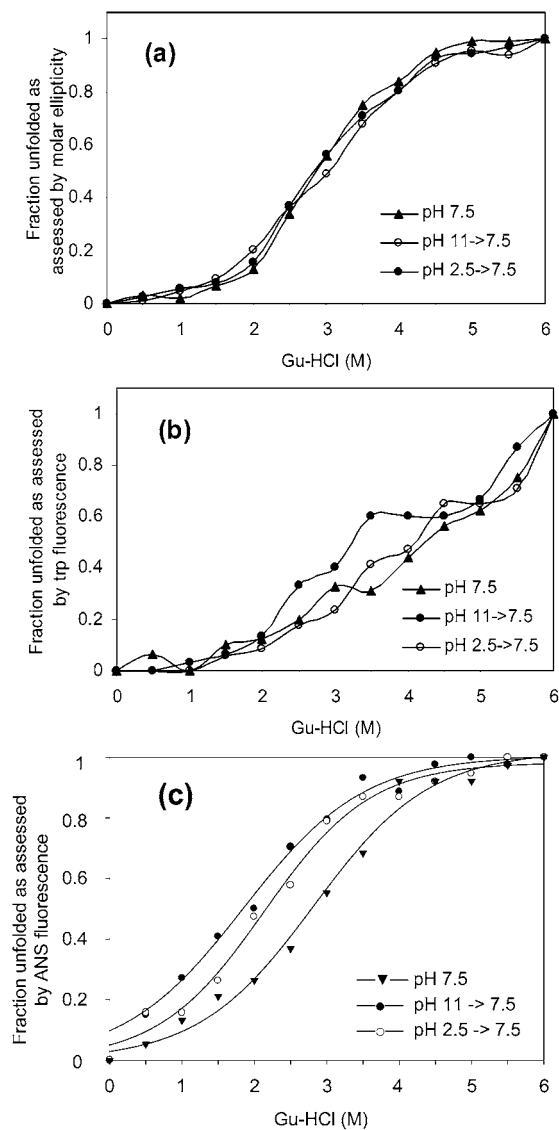 (a)
Fraction unfolded as
assessed by molar ellipticity
1
0.8
0.6
0.4
0.2
0
pH 7.5
pH 11->7.5
pH 2.5->7.5
0 1 2 3 4 5 6
Gu-HCl (M)
(b)
Fraction unfolded as assessed
by trp fluorescence
1
0.8
0.6
0.4
0.2
0
pH 7.5
pH 11->7.5
pH 2.5->7.5
0 1 2 3 4 5 6
Gu-HCl (M)
(c)
Fraction unfolded as assessed
by ANS fluorescence
1
0.8
0.6
0.4
0.2
0
pH 7.5
pH 11 -> 7.5
pH 2.5 -> 7.5
0 1 2 3 4 5 6
Gu-HCl (M)